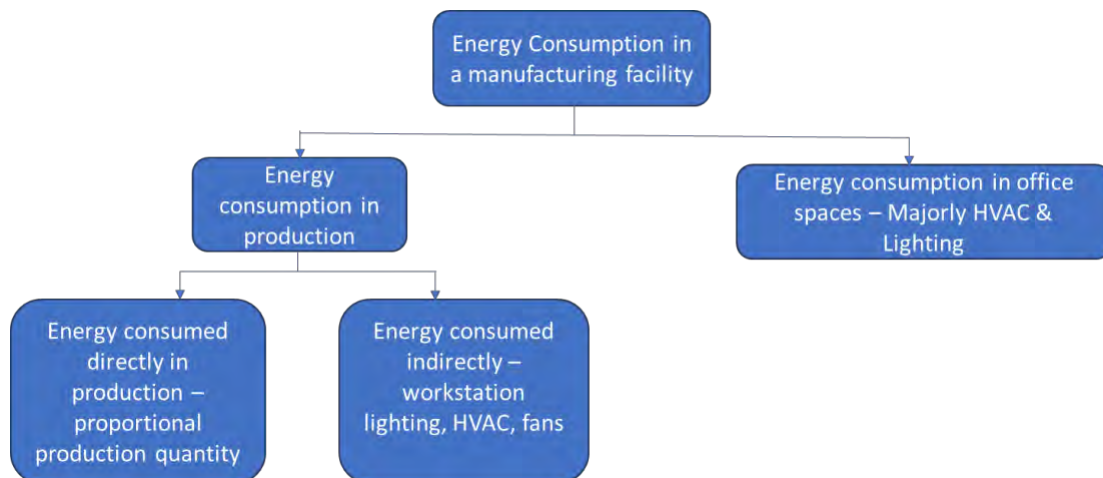 Energy Consumption in
a manufacturing facility
Energy
consumption in
production
Energy consumption in office
spaces – Majorly HVAC &
Lighting
Energy consumed
directly in
production –
proportional
production quantity
Energy consumed
indirectly –
workstation
lighting, HVAC, fans